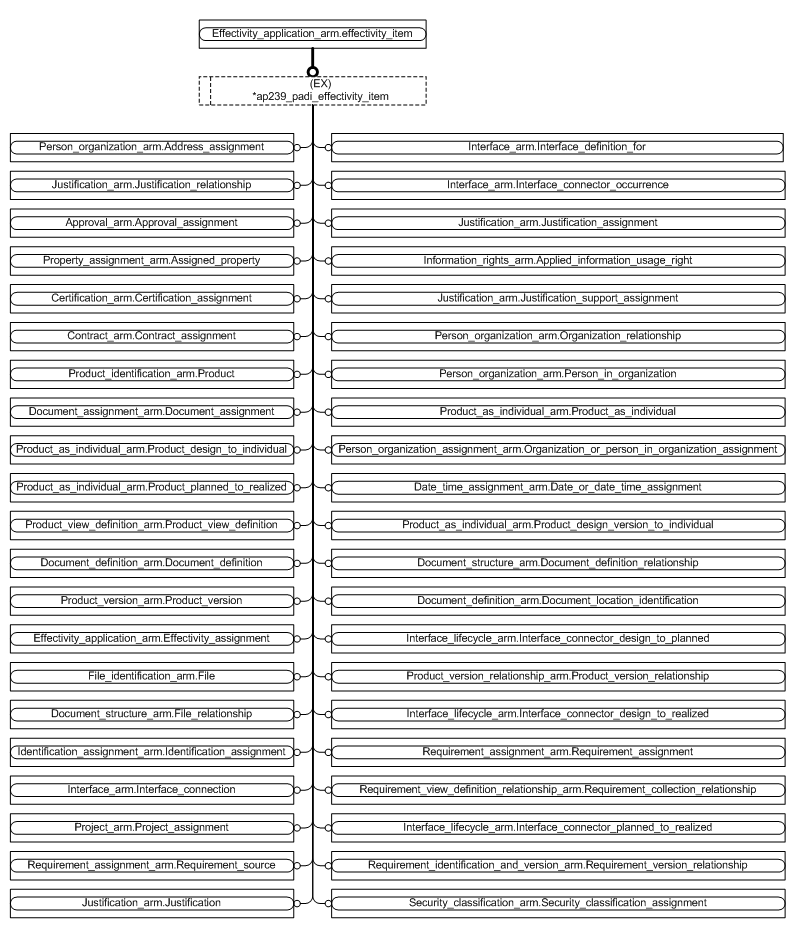 Effectivity_application_arm.effectivity_item
(EX)
*ap239_padi_effectivity_item
Person_organization_arm.Address_assignment
Interface_arm.Interface_definition_for
Justification_arm.Justification_relationship
Interface_arm.Interface_connector_occurrence
Approval_arm.Approval_assignment
Justification_arm.Justification_assignment
Property_assignment_arm.Assigned_property
Information_rights_arm.Applied_information_usage_right
Certification_arm.Certification_assignment
Justification_arm.Justification_support_assignment
Contract_arm.Contract_assignment
Person_organization_arm.Organization_relationship
Product_identification_arm.Product
Person_organization_arm.Person_in_organization
Document_assignment_arm.Document_assignment
Product_as_individual_arm.Product_as_individual
Product_as_individual_arm.Product_design_to_individual
Person_organization_assignment_arm.Organization_or_person_in_organization_assignment
Product_as_individual_arm.Product_planned_to_realized
Date_time_assignment_arm.Date_or_date_time_assignment
Product_view_definition_arm.Product_view_definition
Product_as_individual_arm.Product_design_version_to_individual
Document_definition_arm.Document_definition
Document_structure_arm.Document_definition_relationship
Product_version_arm.Product_version
Document_definition_arm.Document_location_identification
Effectivity_application_arm.Effectivity_assignment
Interface_lifecycle_arm.Interface_connector_design_to_planned
File_identification_arm.File
Product_version_relationship_arm.Product_version_relationship
Document_structure_arm.File_relationship
Interface_lifecycle_arm.Interface_connector_design_to_realized
Identification_assignment_arm.Identification_assignment
Requirement_assignment_arm.Requirement_assignment
Interface_arm.Interface_connection
Requirement_view_definition_relationship_arm.Requirement_collection_relationship
Project_arm.Project_assignment
Interface_lifecycle_arm.Interface_connector_planned_to_realized
Requirement_assignment_arm.Requirement_source
Requirement_identification_and_version_arm.Requirement_version_relationship
Justification_arm.Justification
Security_classification_arm.Security_classification_assignment